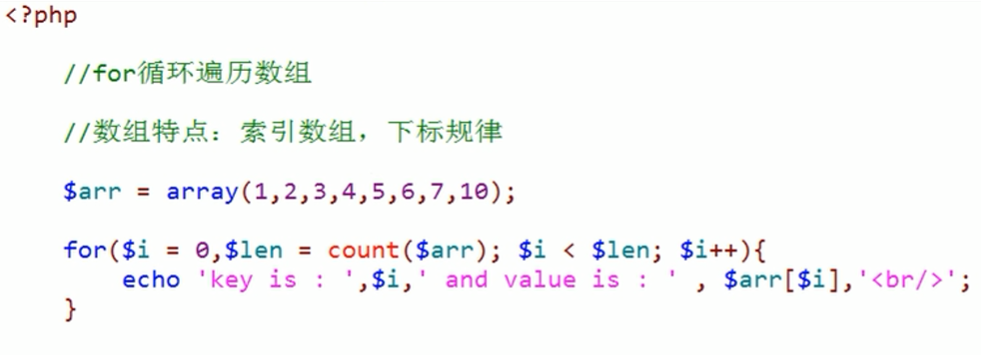 <?php
//for循环遍历数组
//数组特点：索引数组，下标规律
$arr = array(1,2,3,4,5,6,7,10);
for($i = 0,$len = count($arr); $i < $len; $i++){
echo 'key is : ',$i,' and value is : ' , $arr[$i],'<br/>';
}